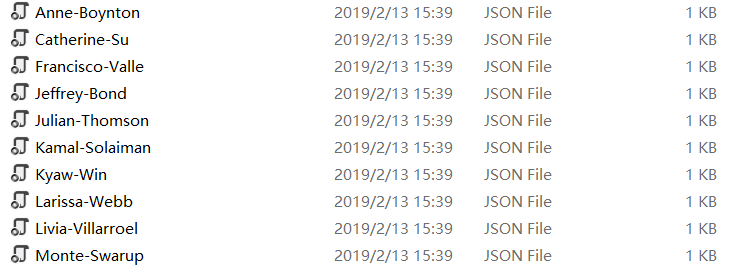 Anne-Boynton 2019/2/13 15:39 JSON File 1 KB
Catherine-Su 2019/2/13 15:39 JSON File 1 KB
Francisco-Valle 2019/2/13 15:39 JSON File 1 KB
Jeffrey-Bond 2019/2/13 15:39 JSON File 1 KB
Julian-Thomson 2019/2/13 15:39 JSON File 1 KB
Kamal-Solaiman 2019/2/13 15:39 JSON File 1 KB
Kyaw-Win 2019/2/13 15:39 JSON File 1 KB
Larissa-Webb 2019/2/13 15:39 JSON File 1 KB
Livia-Villarroel 2019/2/13 15:39 JSON File 1 KB
Monte-Swarup 2019/2/13 15:39 JSON File 1 KB